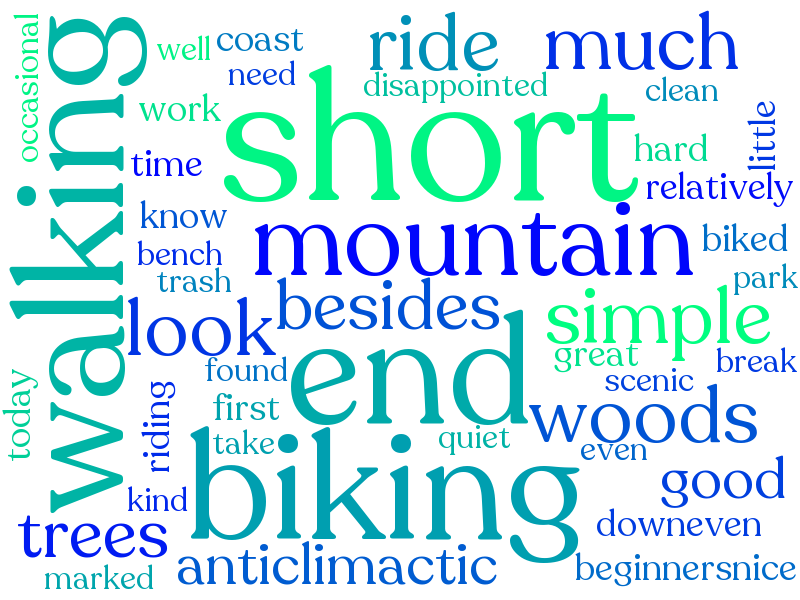 occasional
walking
well
coast
ride
much
need
disappointed
clean
work
short
little
time
hard
relatively
know
mountain
biked
bench
trash
park
besides
look
simple
end
found
great
break
today
riding
first
scenic
woods
take
quiet
even
biking
good
kind
trees
downeven
anticlimactic
marked
beginnersnice